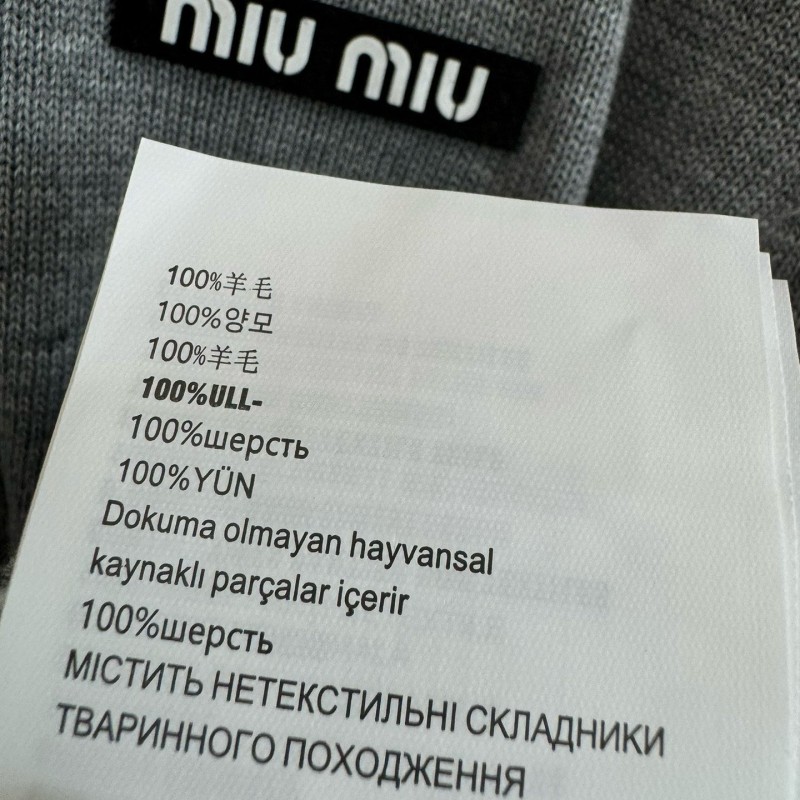 miu miu
100%羊毛
100%양모
100%羊毛
100%ULL-
100%шерсть
100%YÜN
Dokuma olmayan hayvansal
kaynaklı parçalar içerir
100%шерсть
МІСТИТЬ НЕТЕКСТИЛЬНІ СКЛАДНИКИ
ТВАРИННОГО ПОХОДЖЕННЯ